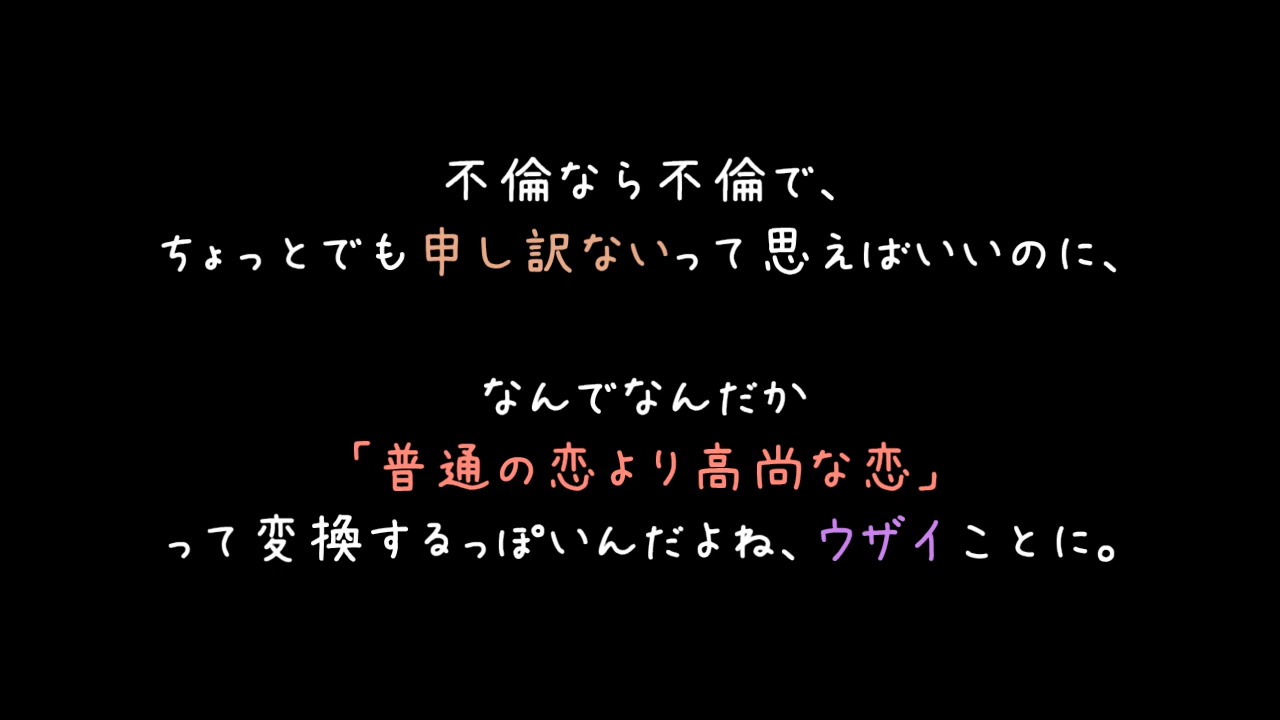 不倫なら不倫で、
ちょっとでも申し訳ないって思えばいいのに、
なんでなんだか
「普通の恋より高尚な恋」
って変換するっぽいんだよね、ウザイことに。